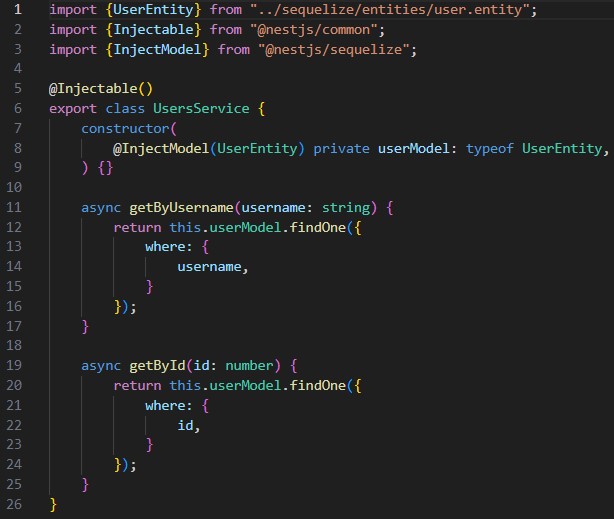 1 import {UserEntity} from "../sequelize/entities/user.entity";
2 import {Injectable} from "@nestjs/common";
3 import {InjectModel} from "@nestjs/sequelize";
4
5 @Injectable()
6 export class UsersService {
7     constructor(
8         @InjectModel(UserEntity) private userModel: typeof UserEntity,
9     ) {}
10
11     async getByUsername(username: string) {
12         return this.userModel.findOne({
13             where: {
14                 username,
15             }
16         });
17     }
18
19     async getById(id: number) {
20         return this.userModel.findOne({
21             where: {
22                 id,
23             }
24         });
25     }
26 }